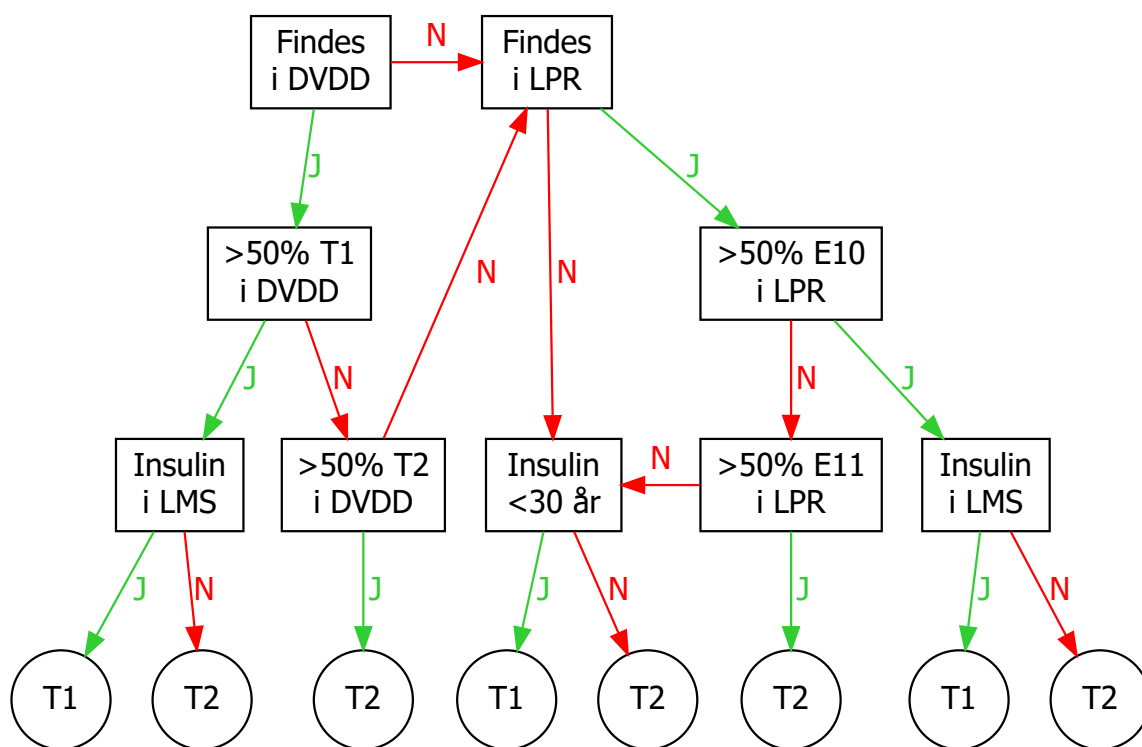 Findes
i DVDD
N
Findes
i LPR
J
J
>50% T1
i DVDD
N
N
>50% E10
i LPR
J
N
N
J
Insulin
i LMS
>50% T2
i DVDD
Insulin
<30 år
N
>50% E11
i LPR
Insulin
i LMS
J
N
J
J
N
J
J
N
T1
T2
T2
T1
T2
T2
T1
T2